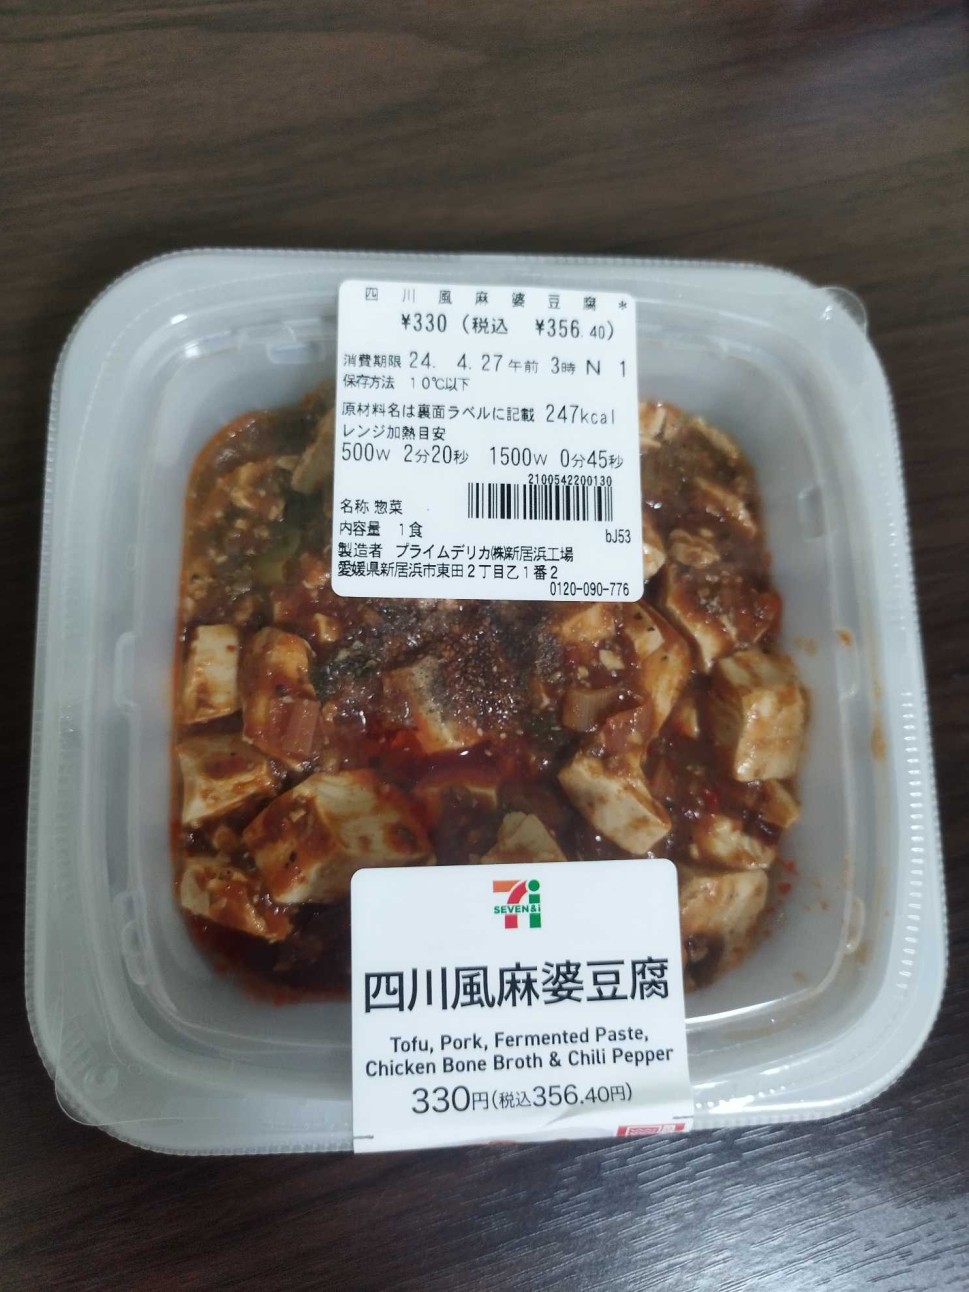 四川風麻婆豆腐*
¥330 (税込 ¥356.40)
消費期限 24. 4.27午前 3時 N 1
保存方法 10℃以下
原材料名は裏面ラベルに記載 247kcal
レンジ加熱目安
500W 2分20秒 1500W 0分45秒
2100542200130
名称 惣菜
内容量 1食
bJ53
製造者 プライムデリカ㈱新居浜工場
愛媛県新居浜市東田2丁目乙1番2
0120-090-776
7i
SEVEN&i
四川風麻婆豆腐
Tofu, Pork, Fermented Paste,
Chicken Bone Broth & Chili Pepper
330円(税込356.40円)